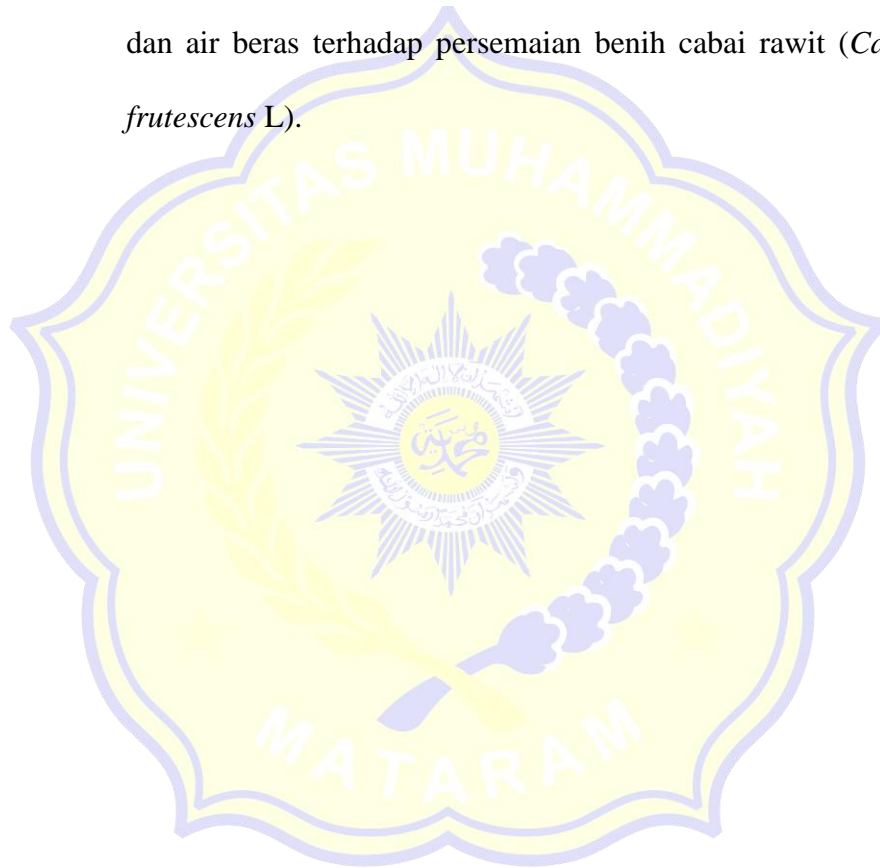 dan air beras terhadap persemaian benih cabai rawit (Ca
frutescens L).
UNIVERSITAS MUHAMMADIYAH
MATARAM